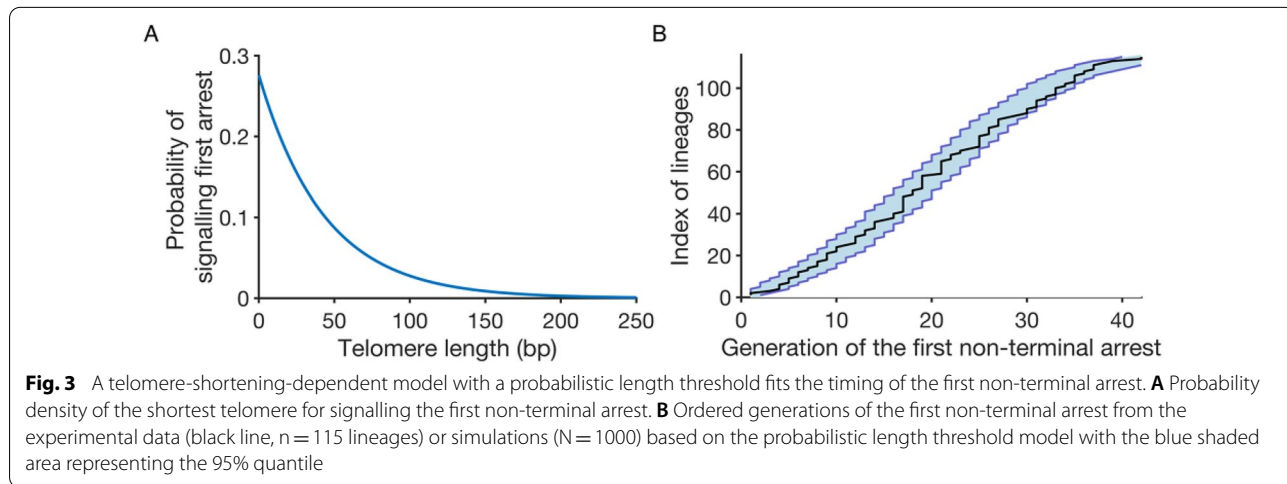 A
B
Probability of
signalling first arrest
0.3
0.2
0.1
0
0 50 100 150 200 250
Telomere length (bp)
Index of lineages
100
80
60
40
20
0
0 10 20 30 40
Generation of the first non-terminal arrest
Fig. 3 A telomere-shortening-dependent model with a probabilistic length threshold fits the timing of the first non-terminal arrest. A Probability
density of the shortest telomere for signalling the first non-terminal arrest. B Ordered generations of the first non-terminal arrest from the
experimental data (black line, n = 115 lineages) or simulations (N = 1000) based on the probabilistic length threshold model with the blue shaded
area representing the 95% quantile